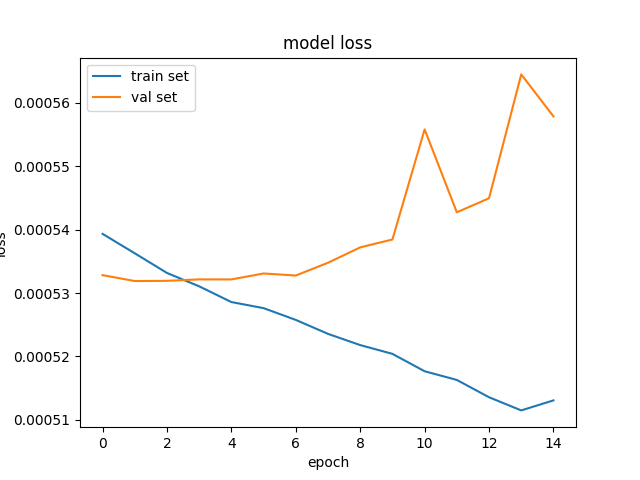 model loss
train set
val set
0.00056
0.00055
0.00054
0.00053
0.00052
0.00051
loss
0 2 4 6 8 10 12 14
epoch